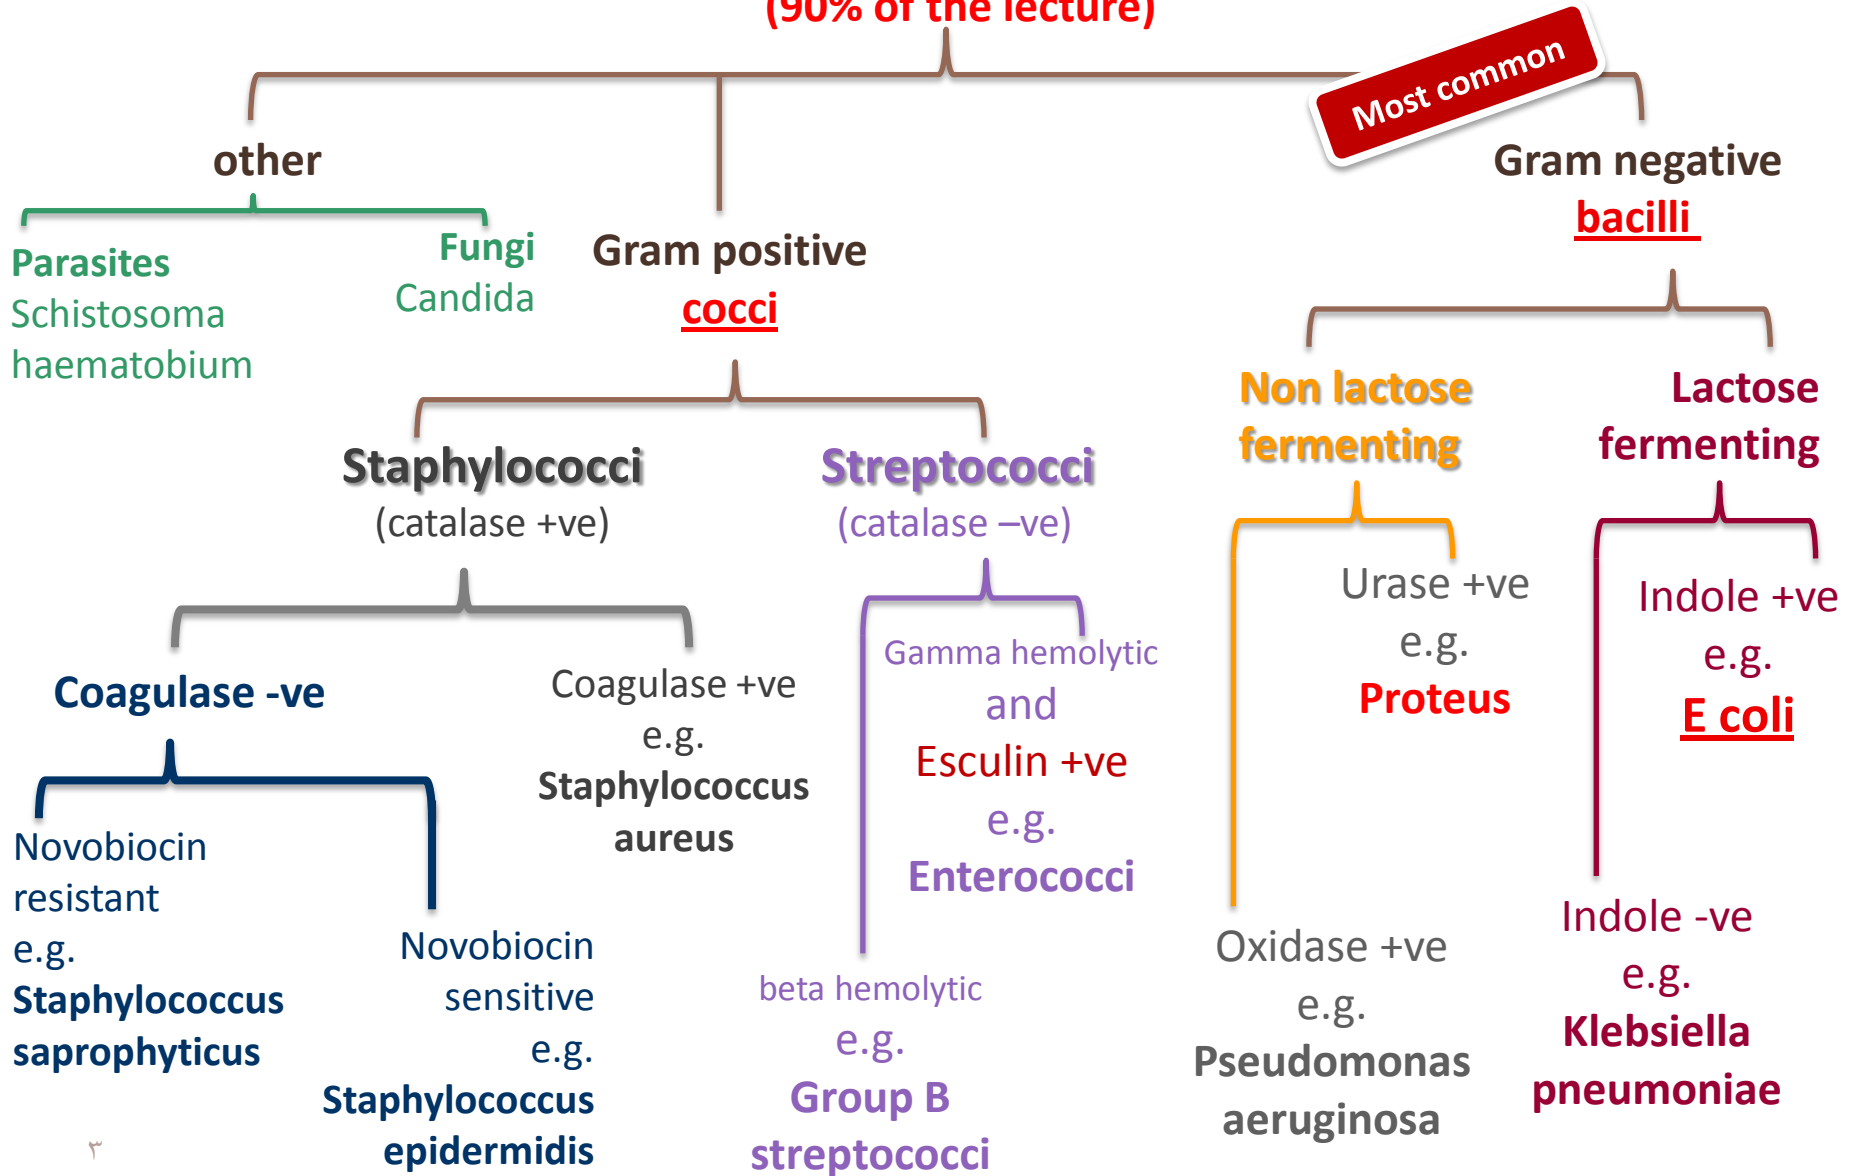 (90% of the lecture)
Most common
other
Parasites
Schistosoma
haematobium
Fungi
Candida
Gram positive
cocci
Staphylococci
(catalase +ve)
Coagulase -ve
Novobiocin
resistant
e.g.
Staphylococcus
saprophyticus
Novobiocin
sensitive
e.g.
Staphylococcus
epidermidis
Coagulase +ve
e.g.
Staphylococcus
aureus
Streptococci
(catalase –ve)
Gamma hemolytic
and
Esculin +ve
e.g.
Enterococci
beta hemolytic
e.g.
Group B
streptococci
Gram negative
bacilli
Non lactose
fermenting
Urase +ve
e.g.
Proteus
Oxidase +ve
e.g.
Pseudomonas
aeruginosa
Lactose
fermenting
Indole +ve
e.g.
E coli
Indole -ve
e.g.
Klebsiella
pneumoniae
٣